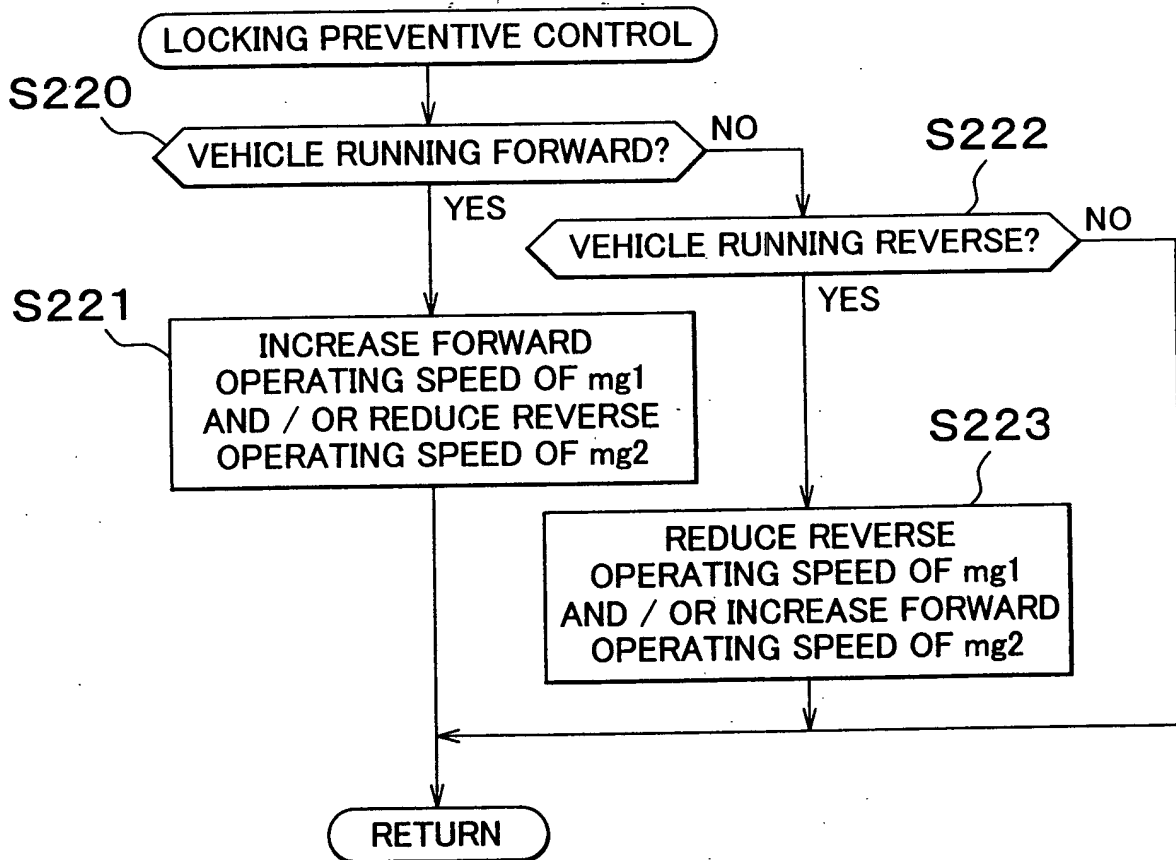 LOCKING PREVENTIVE CONTROL
S220
VEHICLE RUNNING FORWARD?
NO
YES
S222
VEHICLE RUNNING REVERSE?
NO
YES
S221
INCREASE FORWARD
OPERATING SPEED OF mg1
AND / OR REDUCE REVERSE
OPERATING SPEED OF mg2
S223
REDUCE REVERSE
OPERATING SPEED OF mg1
AND / OR INCREASE FORWARD
OPERATING SPEED OF mg2
RETURN